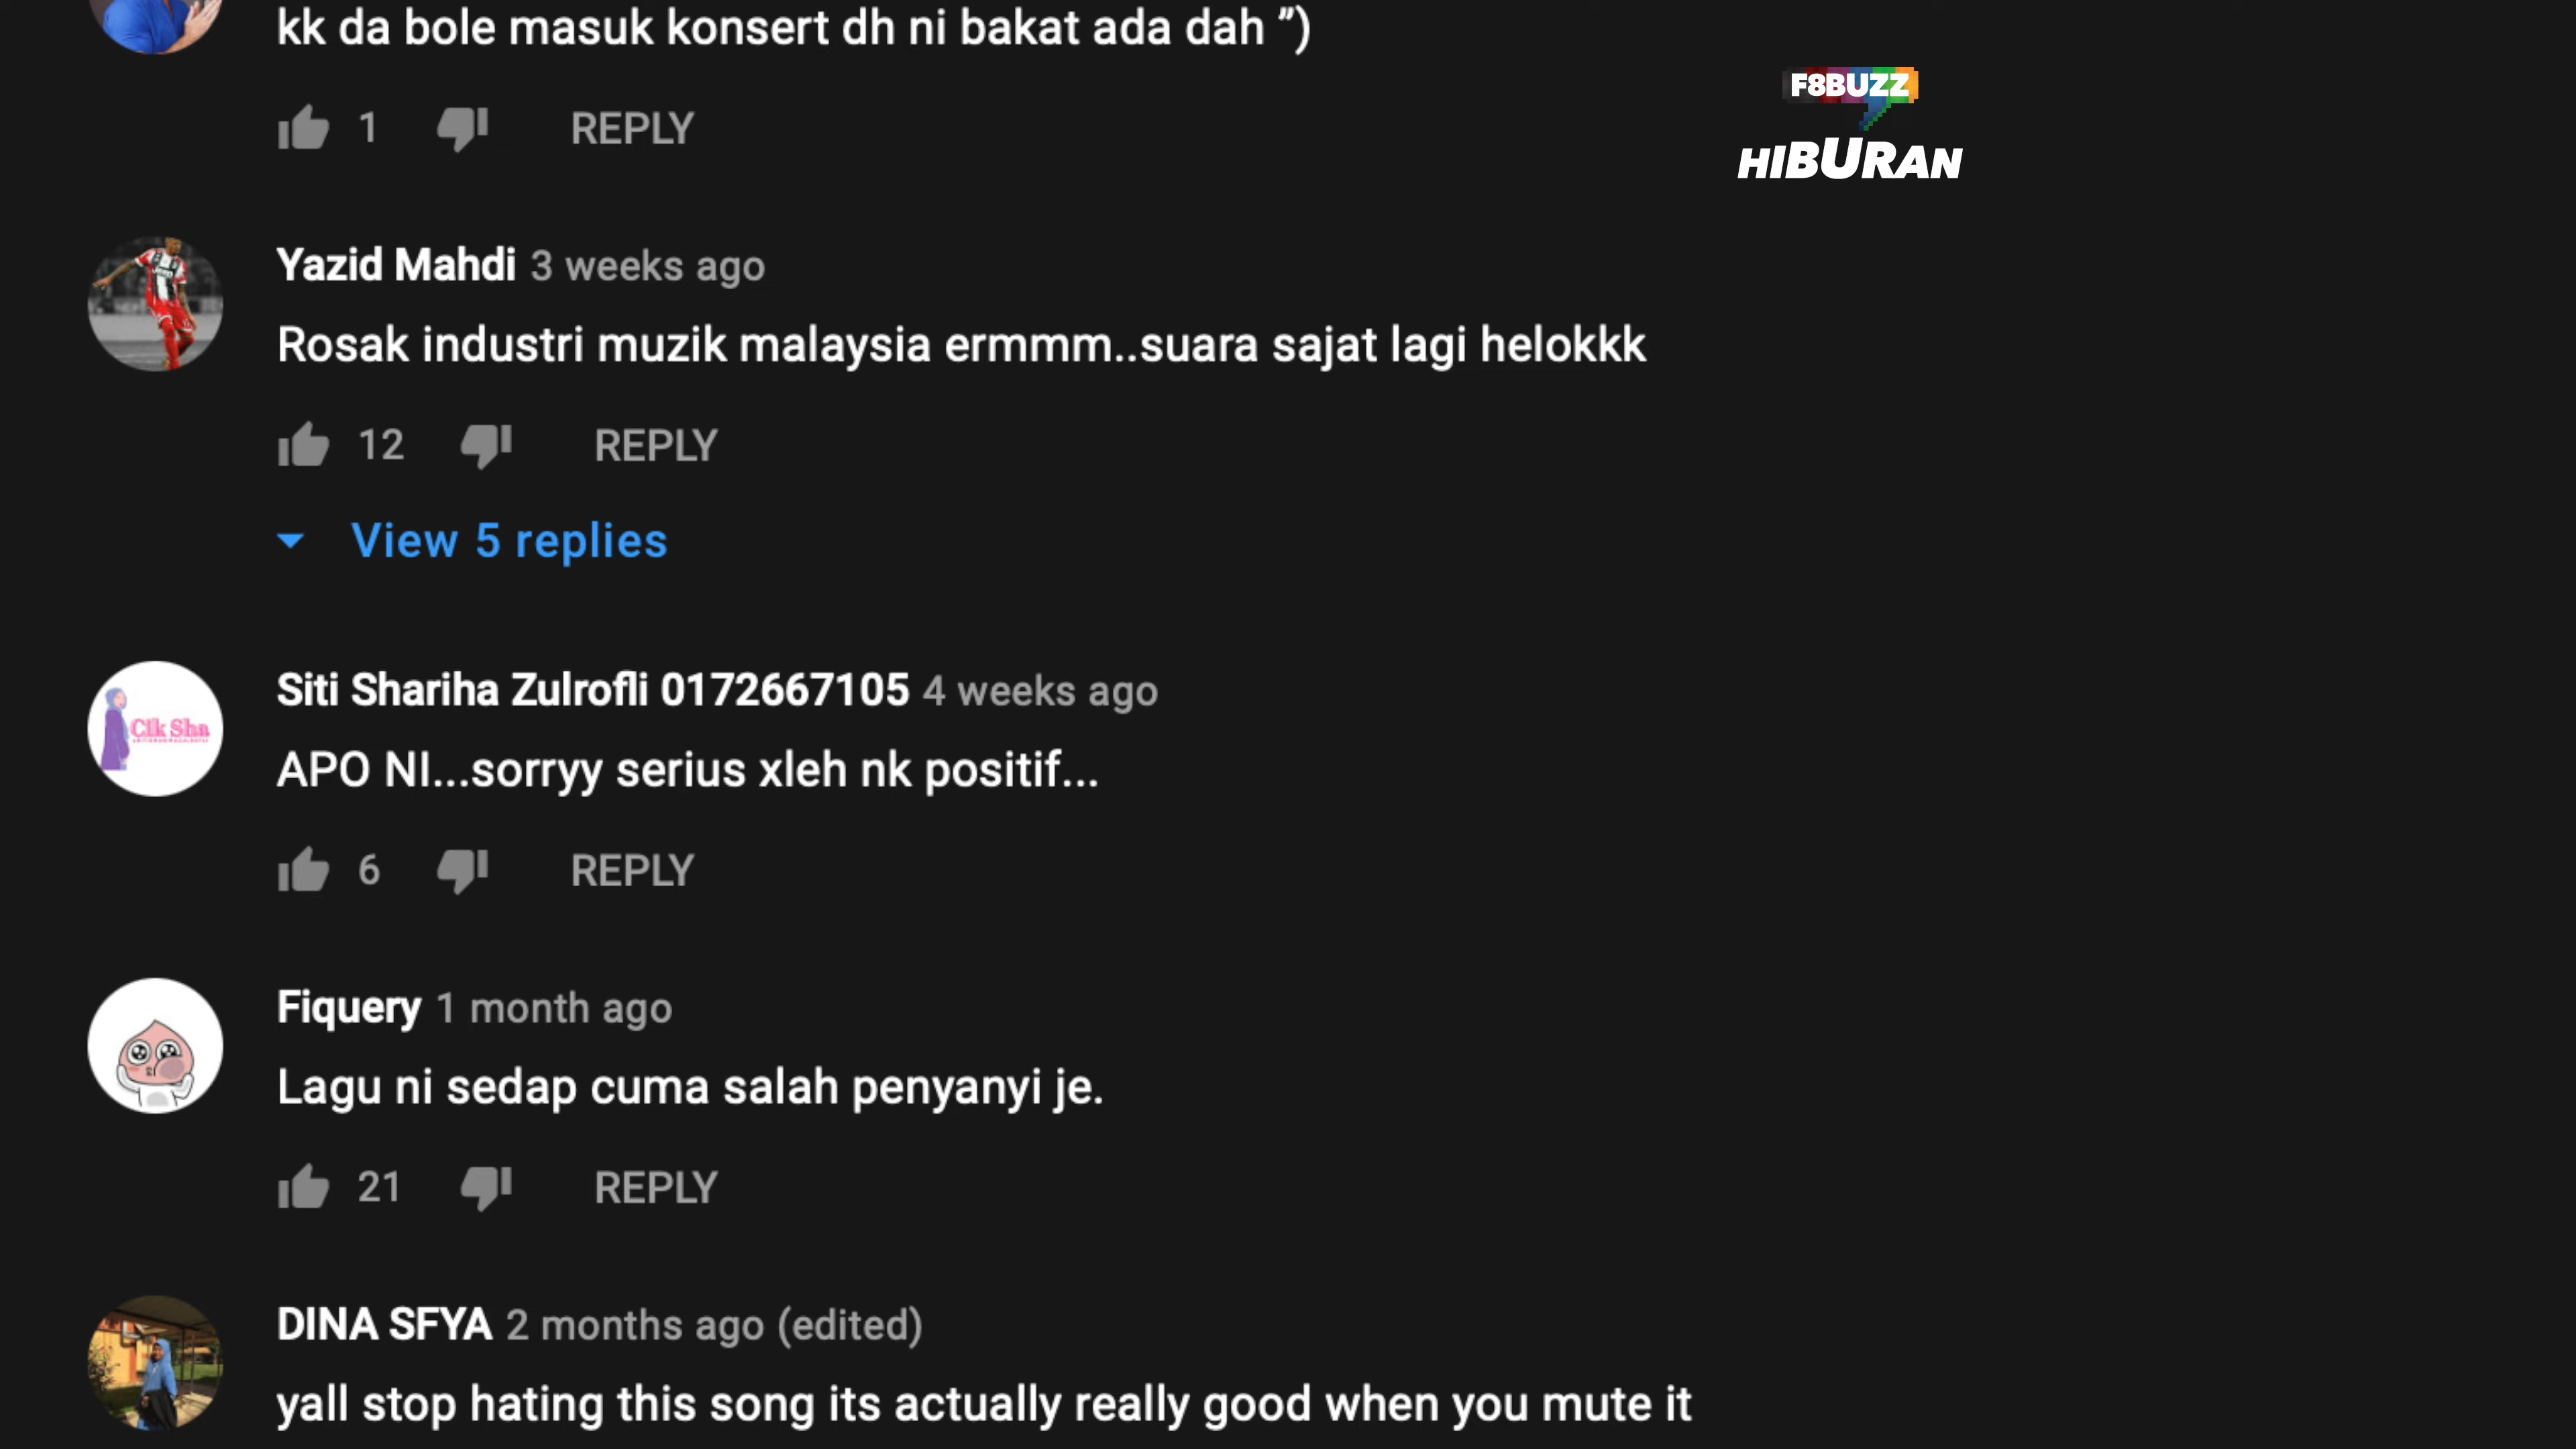 kk da bole masuk konsert dh ni bakat ada dah ”)
F8BUZZ
HIBURAN
1 REPLY
Yazid Mahdi 3 weeks ago
Rosak industri muzik malaysia ermmm..suara sajat lagi helokkk
12 REPLY
View 5 replies
Siti Shariha Zulrofli 0172667105 4 weeks ago
Cik Sha
APO NI...sorryy serius xleh nk positif...
6 REPLY
Fiquery 1 month ago
Lagu ni sedap cuma salah penyanyi je.
21 REPLY
DINA SFYA 2 months ago (edited)
yall stop hating this song its actually really good when you mute it